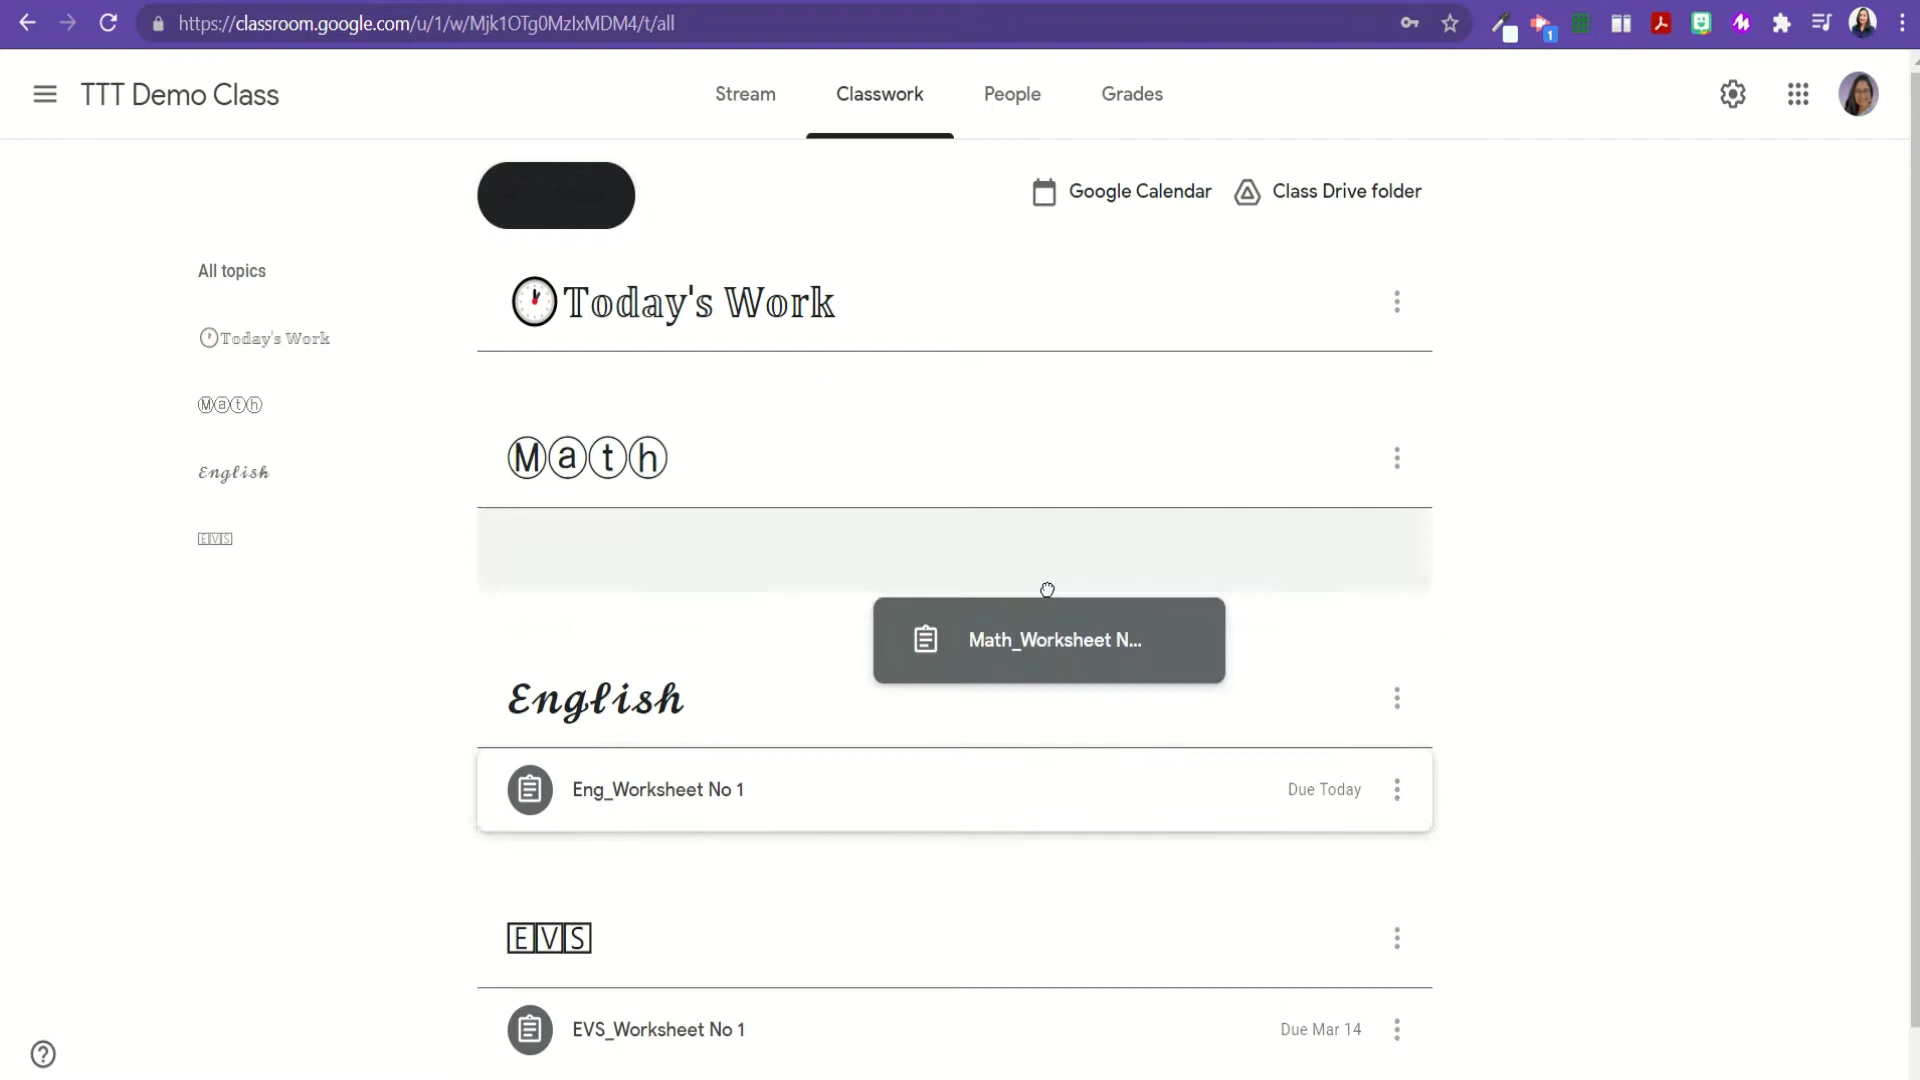 https://classroom.google.com/u/1/w/Mjk1OTg0MzIxMDM4/t/all
1
TTT Demo Class
Stream
Classwork
People
Grades
Google Calendar
Class Drive folder
All topics
🕐Today's Work
Ⓜⓐⓣⓗ
𝓔𝓷𝓰𝓵𝓲𝓼𝓱
🄴🅅🅂
🕐𝕋𝕠𝕕𝕒𝕪'𝕤 𝕎𝕠𝕣𝕜
Ⓜⓐⓣⓗ
Math_Worksheet N...
𝓔𝓷𝓰𝓵𝓲𝓼𝓱
Eng_Worksheet No 1
Due Today
🄴🅅🅂
EVS_Worksheet No 1
Due Mar 14